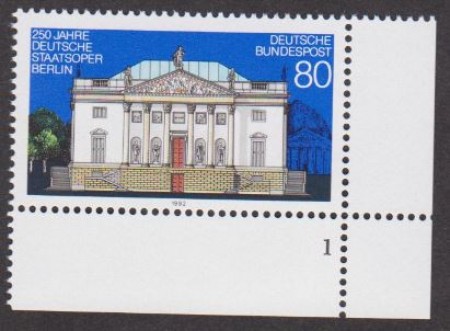 250 JAHRE
DEUTSCHE
STAATSOPER
BERLIN
DEUTSCHE
BUNDESPOST
80
1992
1